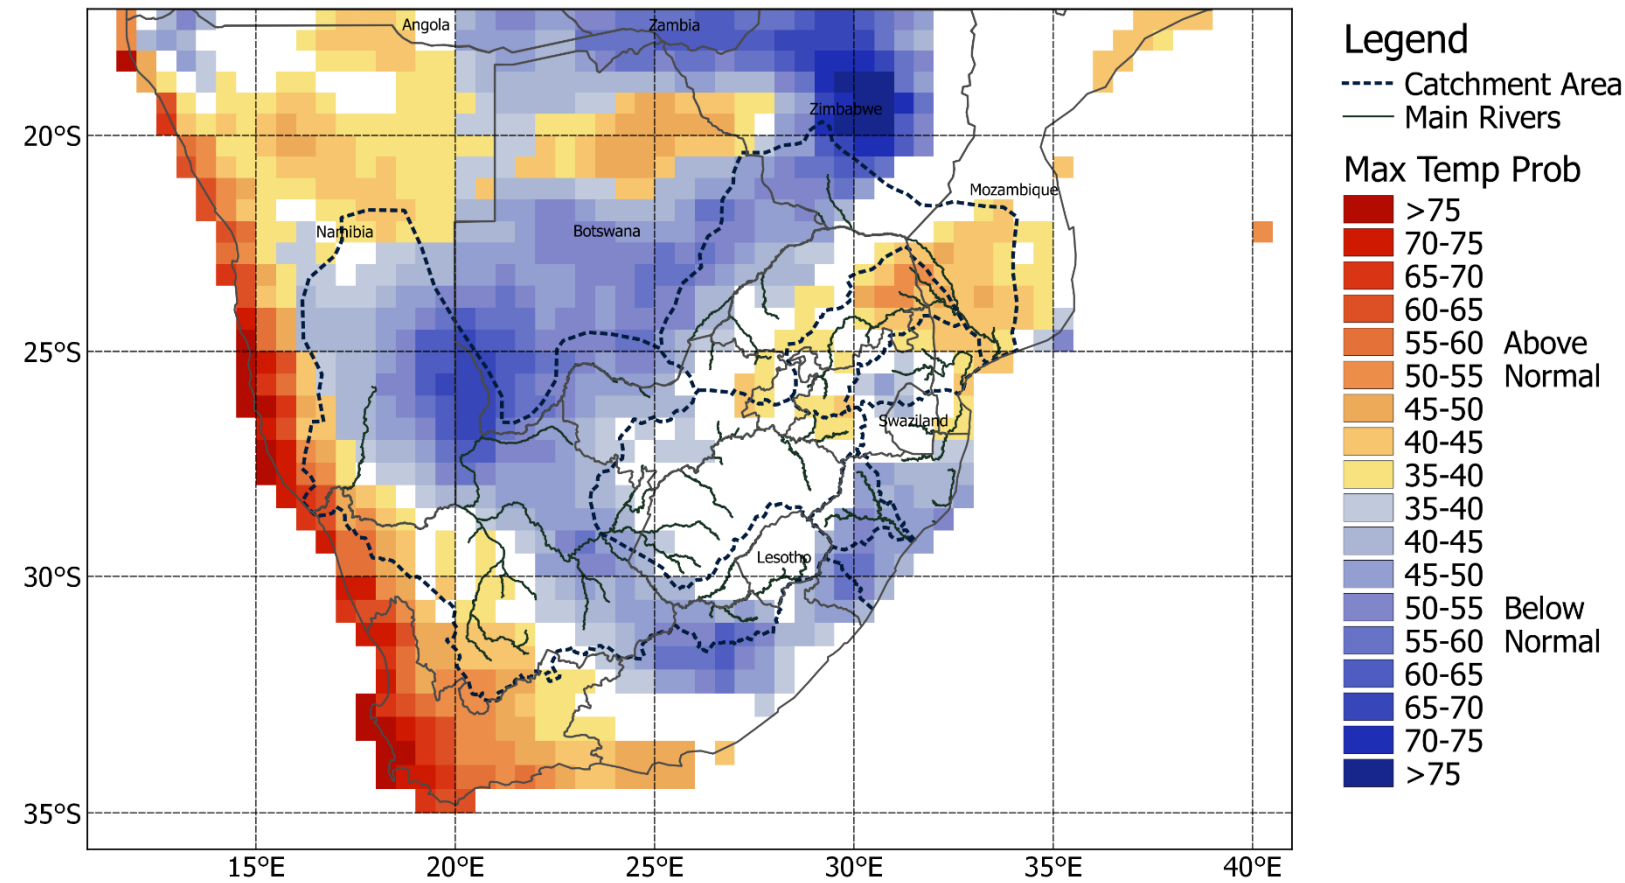 Angola
Zambia
Zimbabwe
Mozambique
Namibia
Botswana
Swaziland
Lesotho
20°S
25°S
30°S
35°S
15°E
20°E
25°E
30°E
35°E
40°E
Legend
Catchment Area
Main Rivers
Max Temp Prob
>75
70-75
65-70
60-65
55-60 Above
50-55 Normal
45-50
40-45
35-40
35-40
40-45
45-50
50-55 Below
55-60 Normal
60-65
65-70
70-75
>75